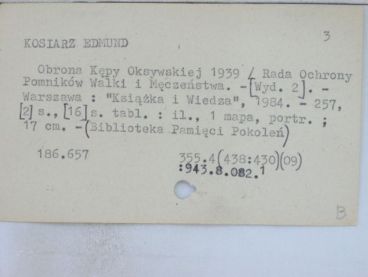 3
KOSIARZ EDMUND
Obrona Kępy Oksywskiej 1939 / Rada Ochrony
Pomników Walki i Męczeństwa. - [Wyd. 2]. -
Warszawa : "Książka i Wiedza", 1984. - 257,
[2] s., [16] s. tabl. : il., 1 mapa, portr. ;
17 cm. - (Biblioteka Pamięci Pokoleń)
186.657 355.4(438:430)(09)
:943.8.082.1
B